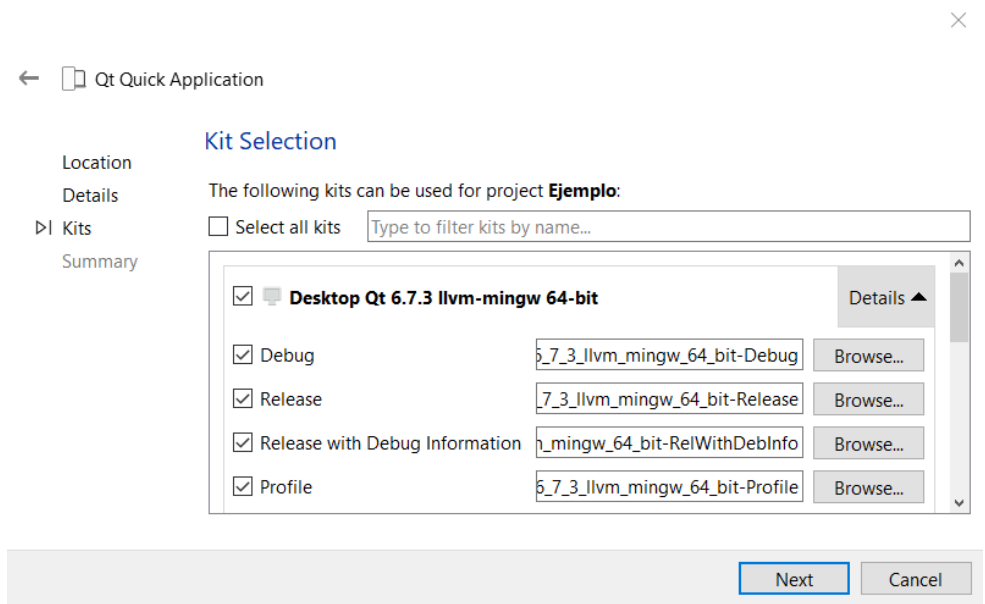 Qt Quick Application
Location
Details
Kits
Summary
Kit Selection
The following kits can be used for project Ejemplo:
Select all kits
Type to filter kits by name...
Desktop Qt 6.7.3 llvm-mingw 64-bit
Details
Debug
_7_3_llvm_mingw_64_bit-Debug
Browse...
Release
_7_3_llvm_mingw_64_bit-Release
Browse...
Release with Debug Information
_mingw_64_bit-RelWithDebInfo
Browse...
Profile
6_7_3_llvm_mingw_64_bit-Profile
Browse...
Next
Cancel